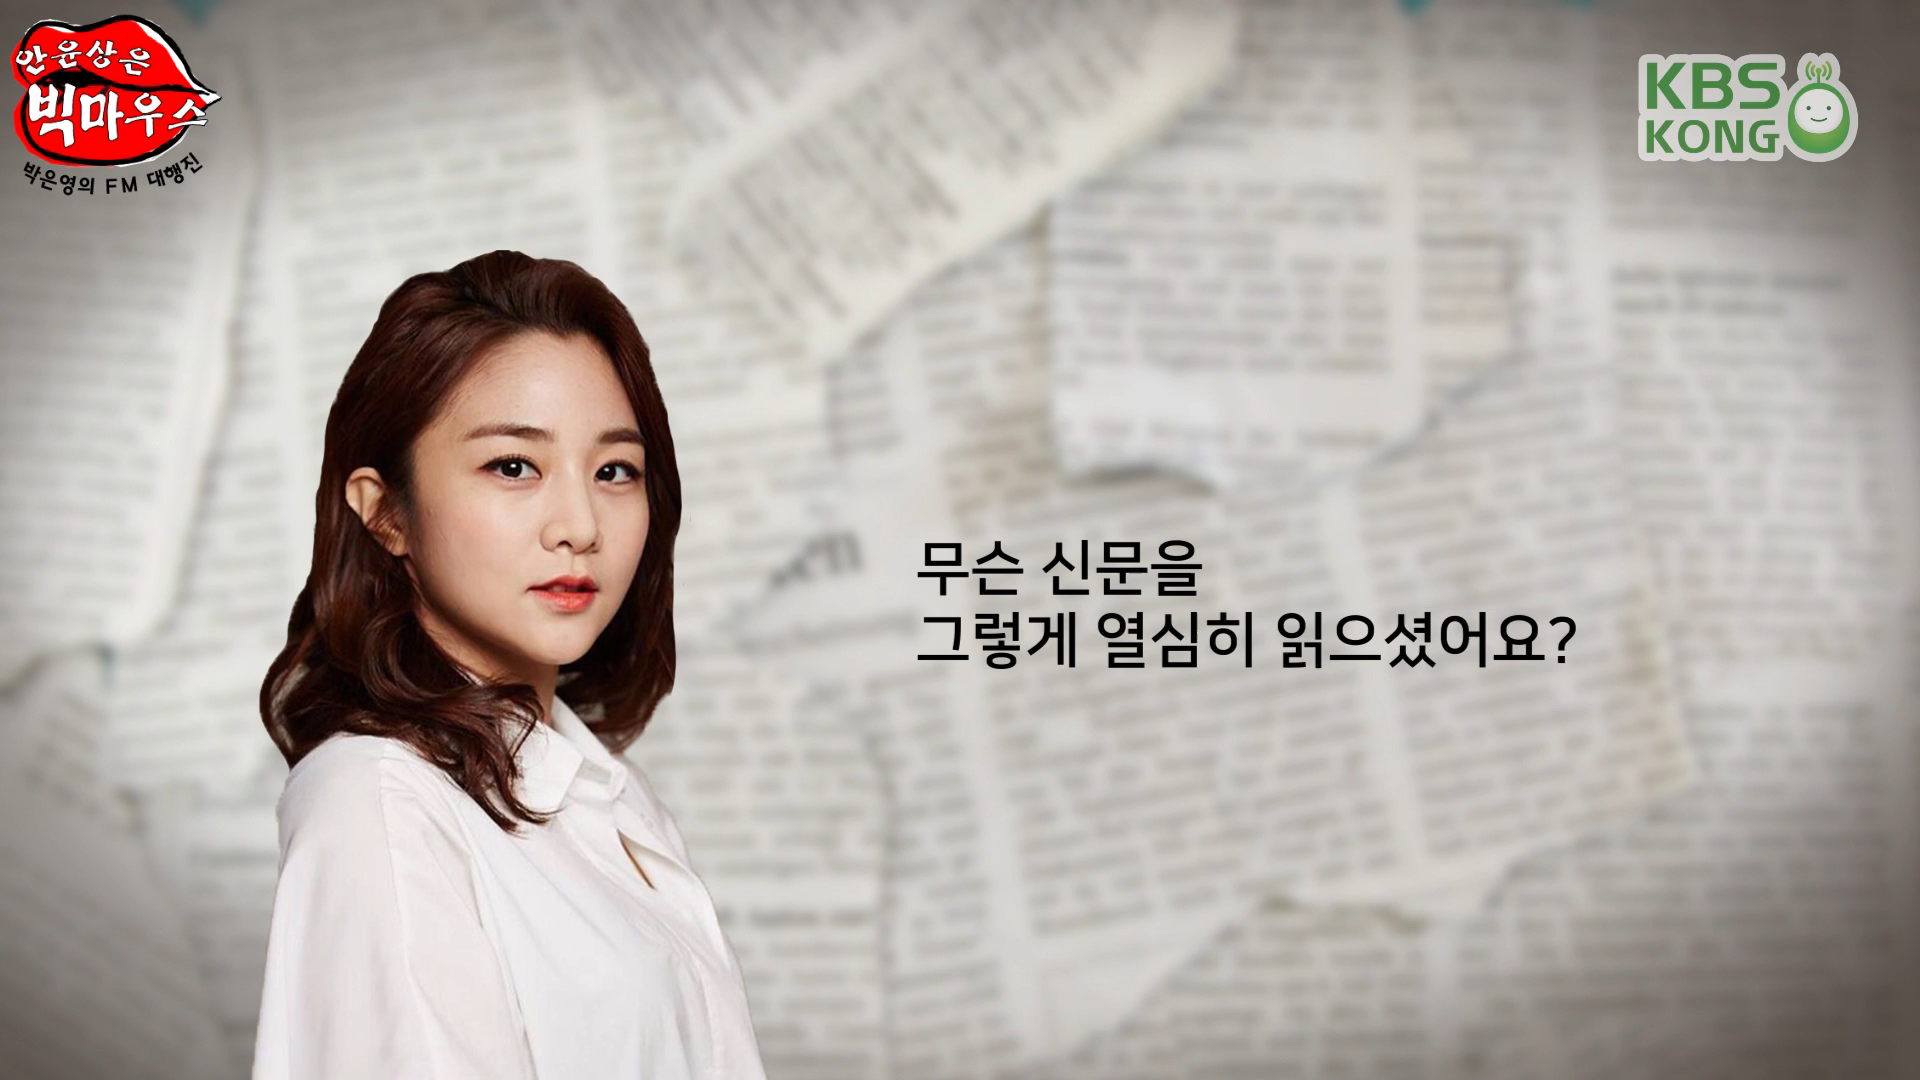 안윤상은
빅마우스
박은영의 FM 대행진
KBS
KONG
무슨 신문을
그렇게 열심히 읽으셨어요?